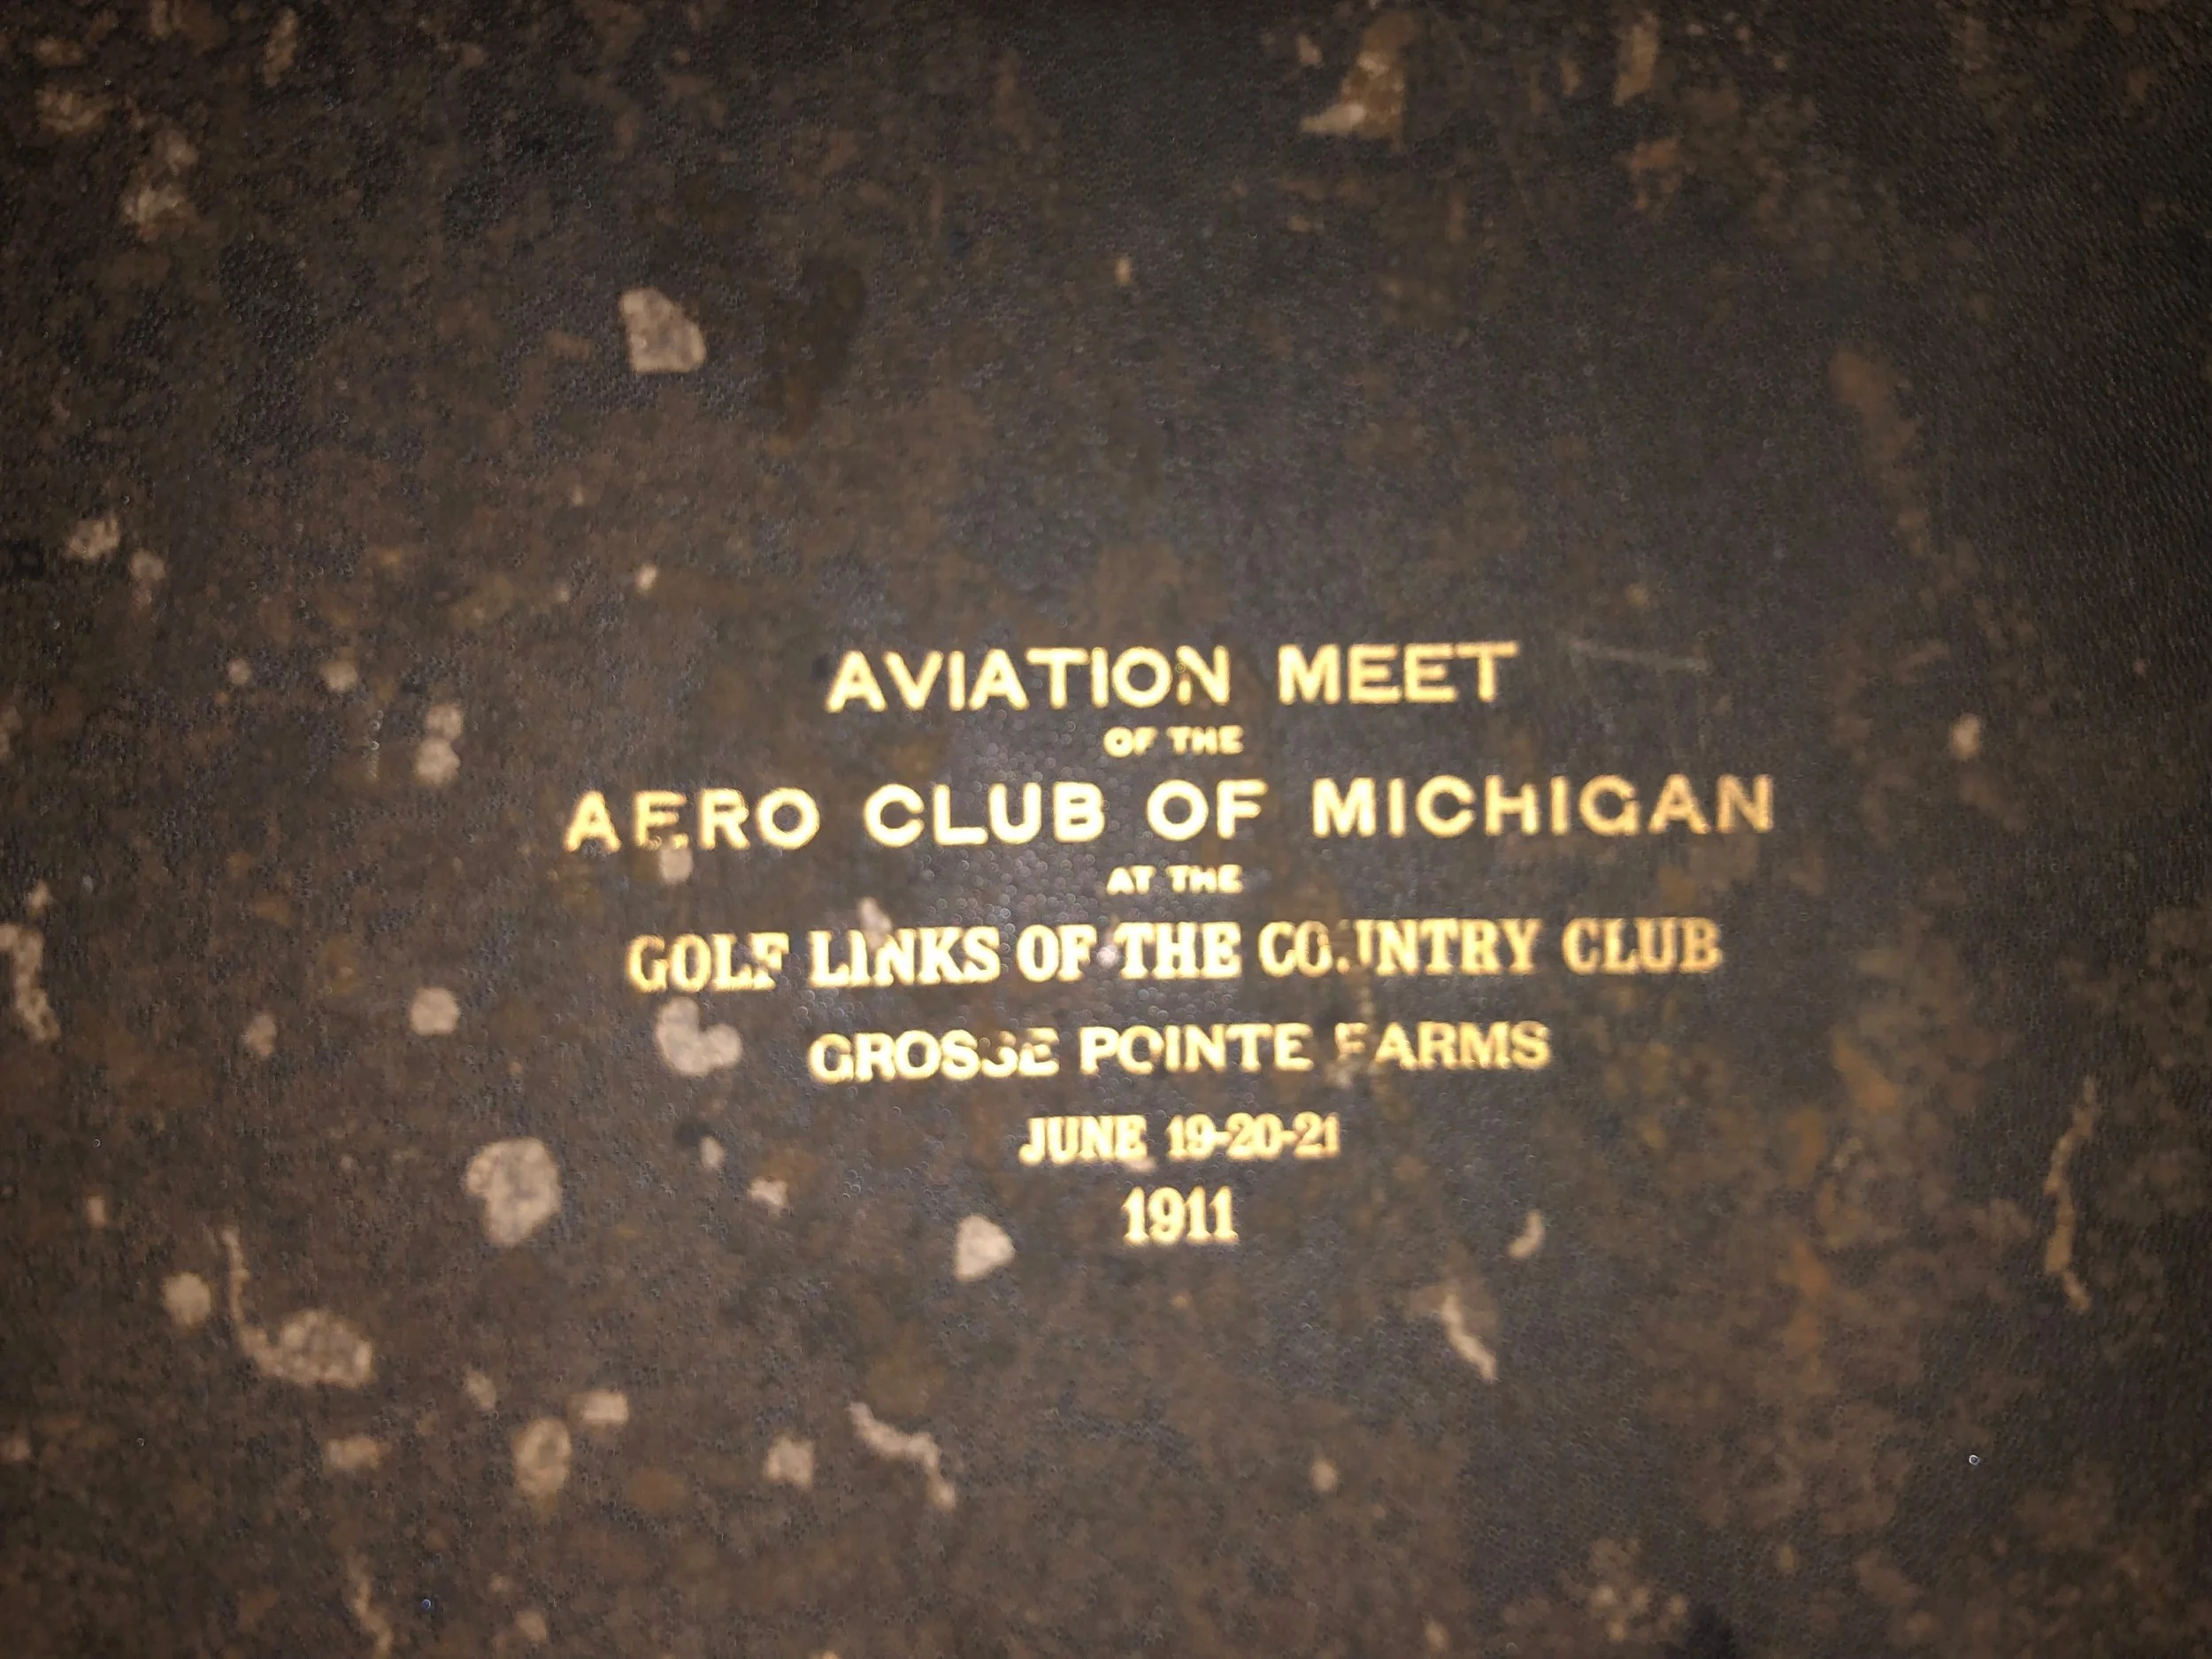 AVIATION MEET
OF THE
AERO CLUB OF MICHIGAN
AT THE
GOLF LINKS OF THE COUNTRY CLUB
GROSSE POINTE FARMS
JUNE 19-20-21
1911